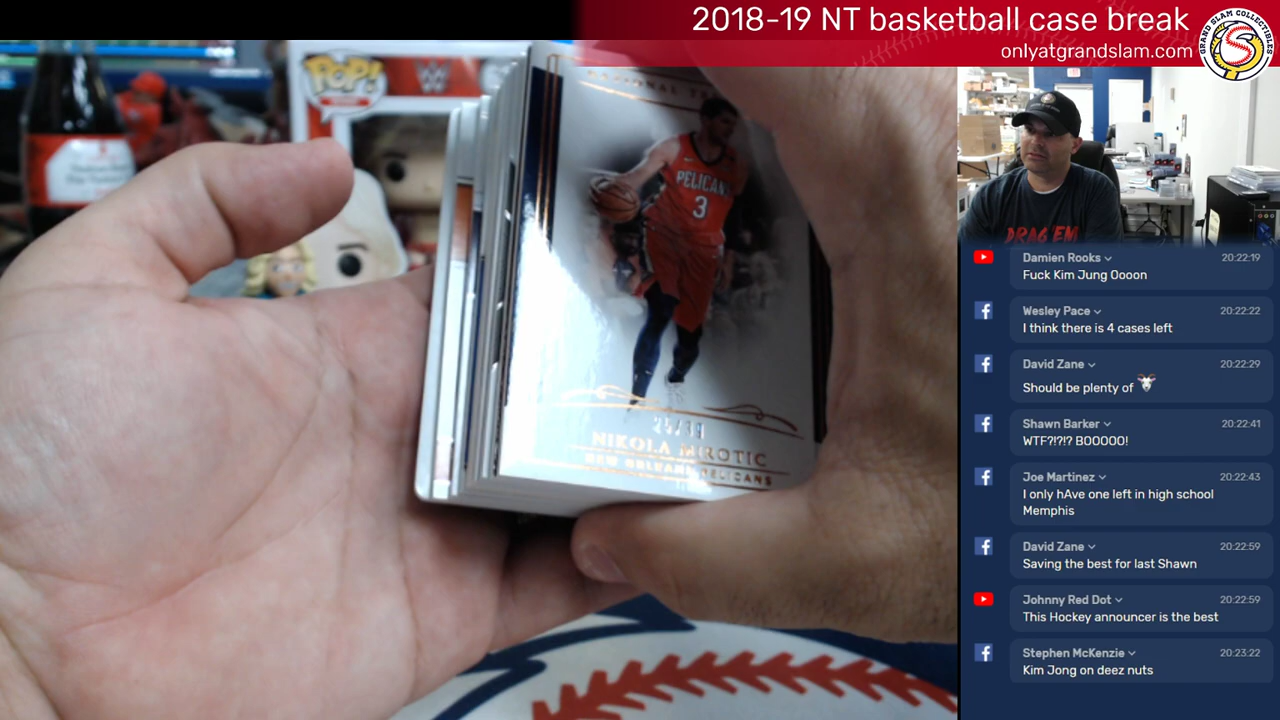 2018-19 NT basketball case break
onlyatgrandslam.com
GRAND SLAM COLLECTIBLES
POP!
PELICANS
3
NIKOLA MIROTIC
NEW ORLEANS PELICANS
DRAG'EM
Damien Rooks 20:22:19
Fuck Kim Jung Oooon
Wesley Pace 20:22:22
I think there is 4 cases left
David Zane 20:22:29
Should be plenty of
Shawn Barker 20:22:41
WTF?!?!? BOOOOO!
Joe Martinez 20:22:43
I only hAve one left in high school
Memphis
David Zane 20:22:59
Saving the best for last Shawn
Johnny Red Dot 20:22:59
This Hockey announcer is the best
Stephen McKenzie 20:23:22
Kim Jong on deez nuts